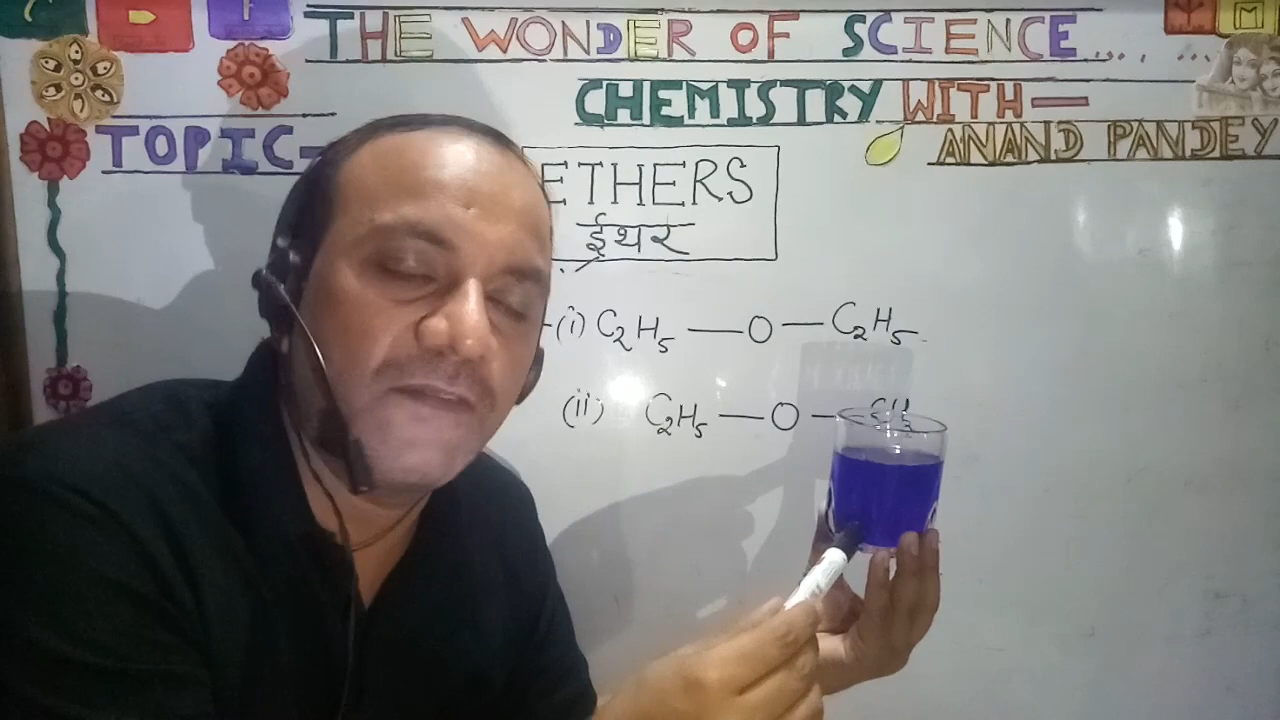 THE WONDER OF SCIENCE.... ...
CHEMISTRY WITH—
ANAND PANDEY
TOPIC-
ETHERS
ईथर
(i) C₂H₅ — O — C₂H₅
(ii) C₂H₅ — O —
M